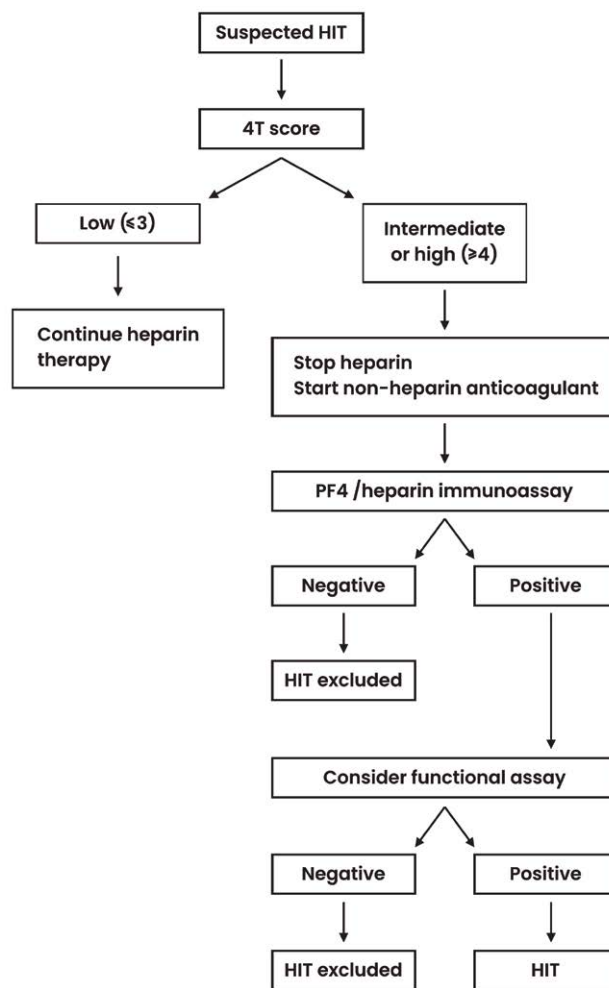 Suspected HIT
4T score
Low (≤3)
Intermediate
or high (≥4)
Continue heparin
therapy
Stop heparin
Start non-heparin anticoagulant
PF4 /heparin immunoassay
Negative
Positive
HIT excluded
Consider functional assay
Negative
Positive
HIT excluded
HIT